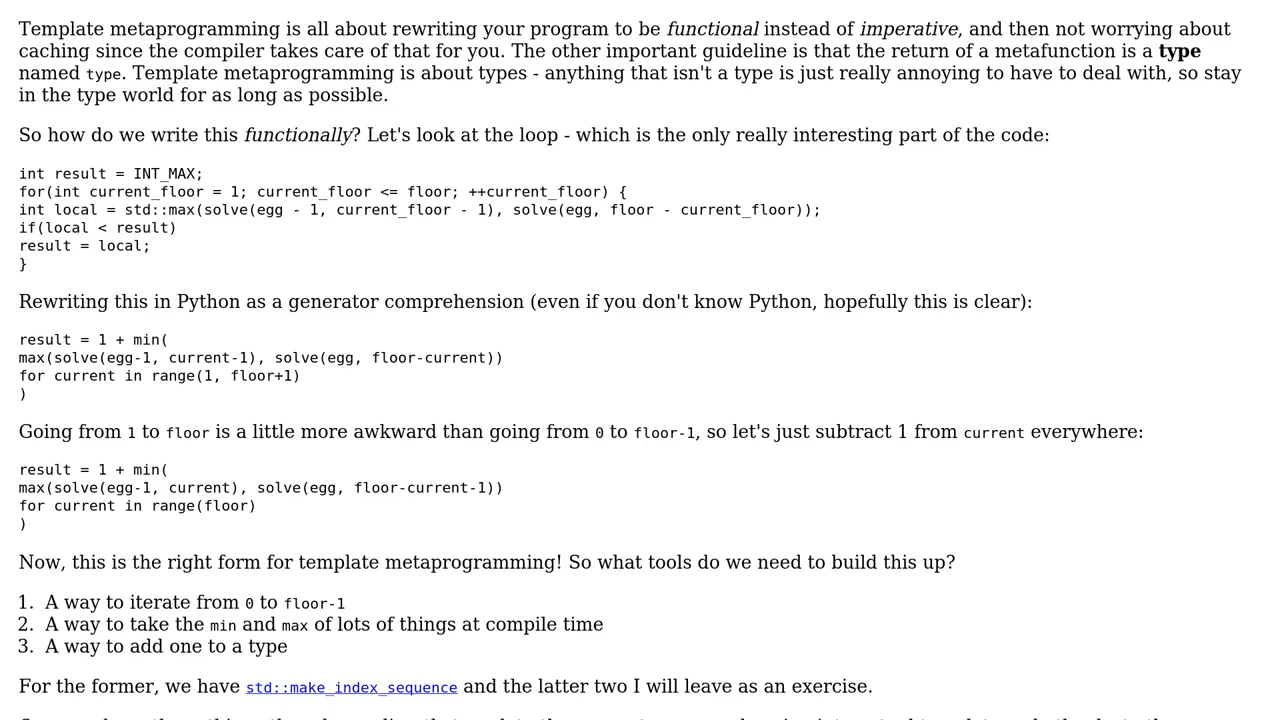 Template metaprogramming is all about rewriting your program to be functional instead of imperative, and then not worrying about
caching since the compiler takes care of that for you. The other important guideline is that the return of a metafunction is a type
named type. Template metaprogramming is about types - anything that isn't a type is just really annoying to have to deal with, so stay
in the type world for as long as possible.
So how do we write this functionally? Let's look at the loop - which is the only really interesting part of the code:
int result = INT_MAX;
for(int current_floor = 1; current_floor <= floor; ++current_floor) {
int local = std::max(solve(egg - 1, current_floor - 1), solve(egg, floor - current_floor));
if(local < result)
result = local;
}
Rewriting this in Python as a generator comprehension (even if you don't know Python, hopefully this is clear):
result = 1 + min(
max(solve(egg-1, current-1), solve(egg, floor-current))
for current in range(1, floor+1)
)
Going from 1 to floor is a little more awkward than going from 0 to floor-1, so let's just subtract 1 from current everywhere:
result = 1 + min(
max(solve(egg-1, current), solve(egg, floor-current-1))
for current in range(floor)
)
Now, this is the right form for template metaprogramming! So what tools do we need to build this up?
1. A way to iterate from 0 to floor-1
2. A way to take the min and max of lots of things at compile time
3. A way to add one to a type
For the former, we have std::make_index_sequence and the latter two I will leave as an exercise.